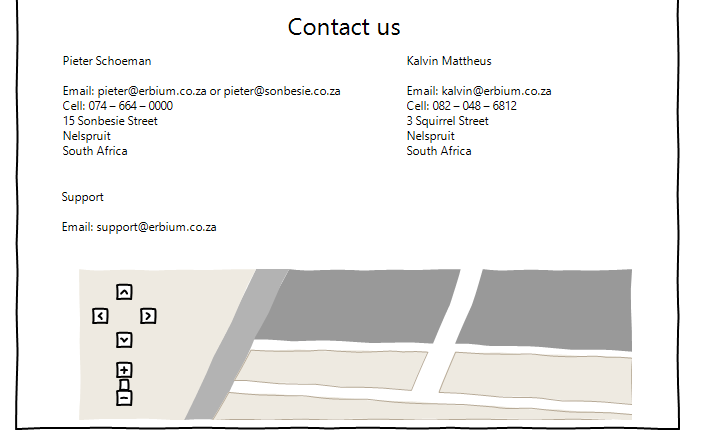 Contact us
Pieter Schoeman
Email: pieter@erbium.co.za or pieter@sonbesie.co.za
Cell: 074 – 664 – 0000
15 Sonbesie Street
Nelspruit
South Africa
Kalvin Mattheus
Email: kalvin@erbium.co.za
Cell: 082 – 048 – 6812
3 Squirrel Street
Nelspruit
South Africa
Support
Email: support@erbium.co.za